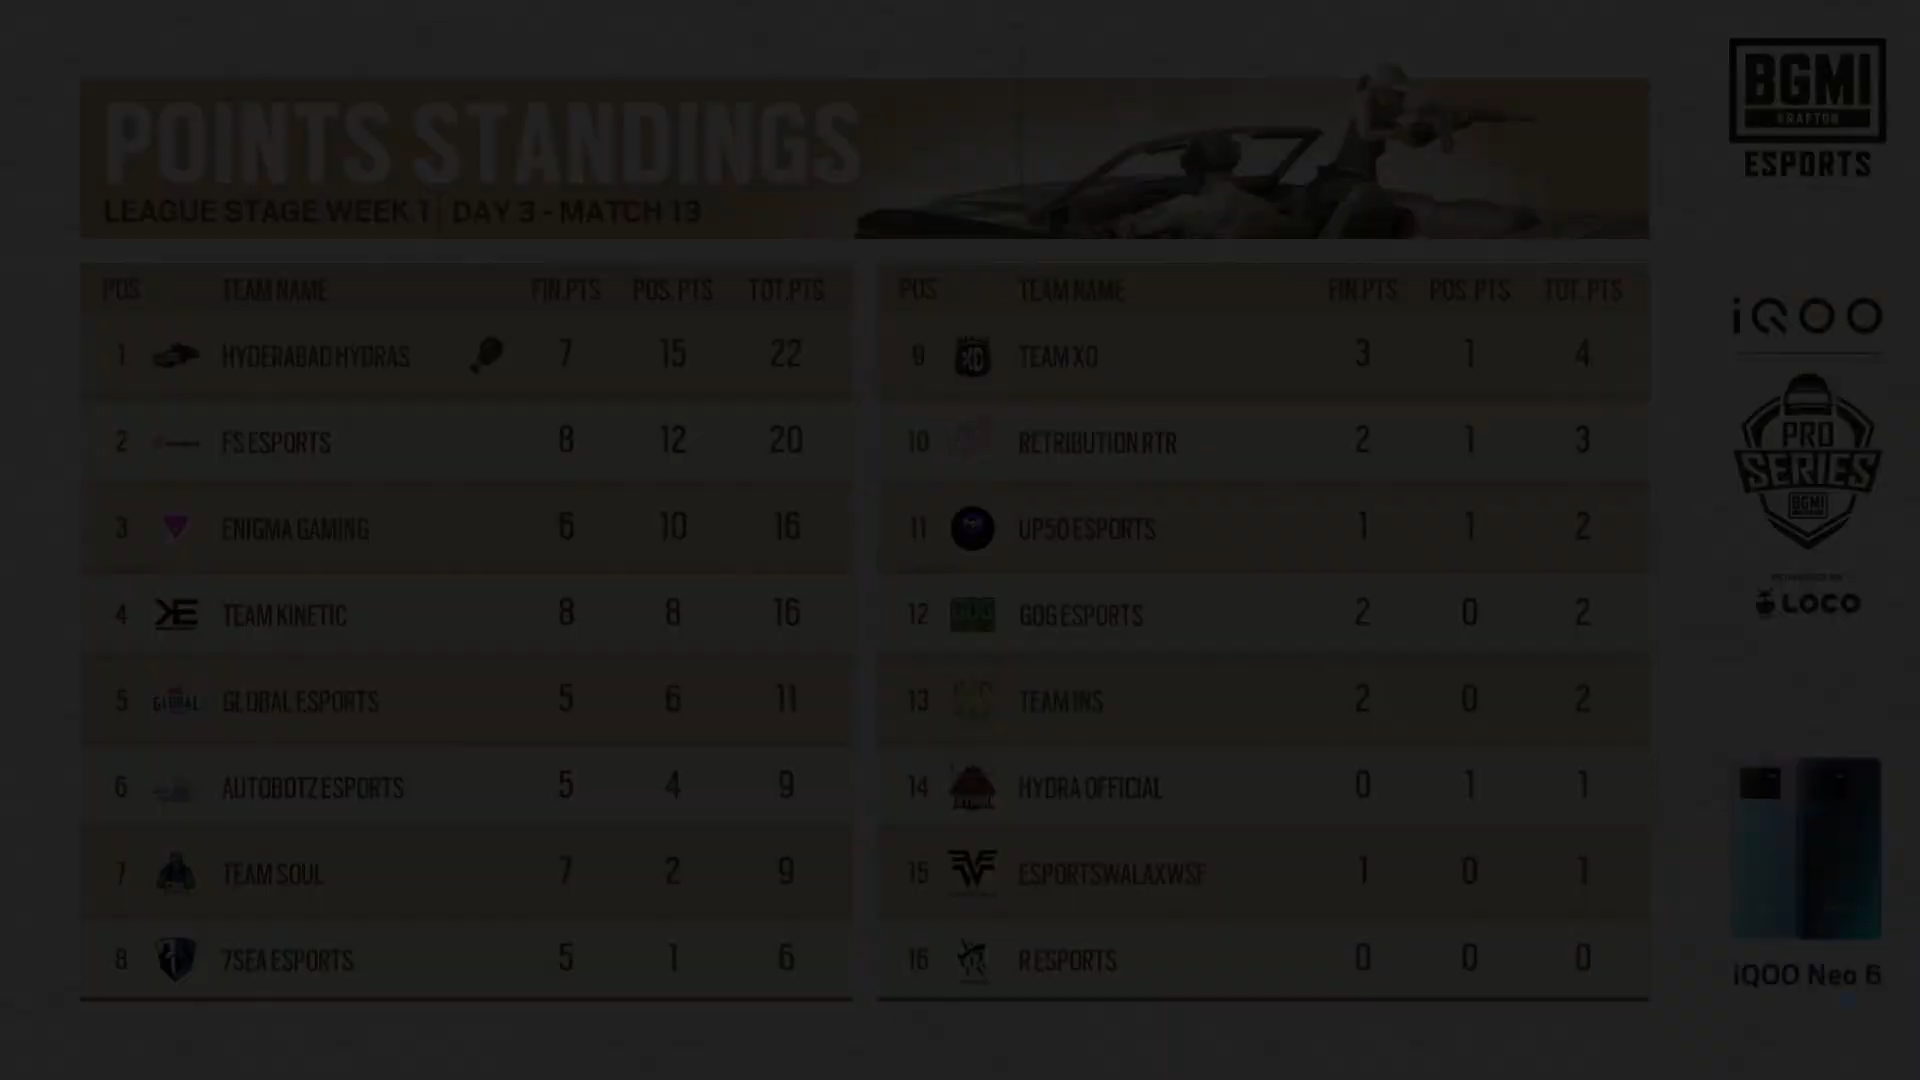 POINTS STANDINGS
LEAGUE STAGE WEEK 1 | DAY 3 - MATCH 13
POS TEAM NAME FIN.PTS POS. PTS TOT.PTS
1 HYDERABAD HYDRAS 7 15 22
2 FS ESPORTS 8 12 20
3 ENIGMA GAMING 6 10 16
4 TEAM KINETIC 8 8 16
5 GLOBAL GLOBAL ESPORTS 5 6 11
6 AUTOBOTZ ESPORTS 5 4 9
7 TEAM SOUL 7 2 9
8 7SEA ESPORTS 5 1 6
POS TEAM NAME FIN.PTS POS. PTS TOT.PTS
9 XO TEAM XO 3 1 4
10 RETRIBUTION RTR 2 1 3
11 UP50 ESPORTS 1 1 2
12 GOG GOG ESPORTS 2 0 2
13 TEAM INS 2 0 2
14 HYDRA OFFICIAL 0 1 1
15 ESPORTSWALAXWSF 1 0 1
16 R ESPORTS 0 0 0
BGMI
KRAFTON
ESPORTS
iQOO
PRO
SERIES
BGMI
LOCO
iQOO Neo 6